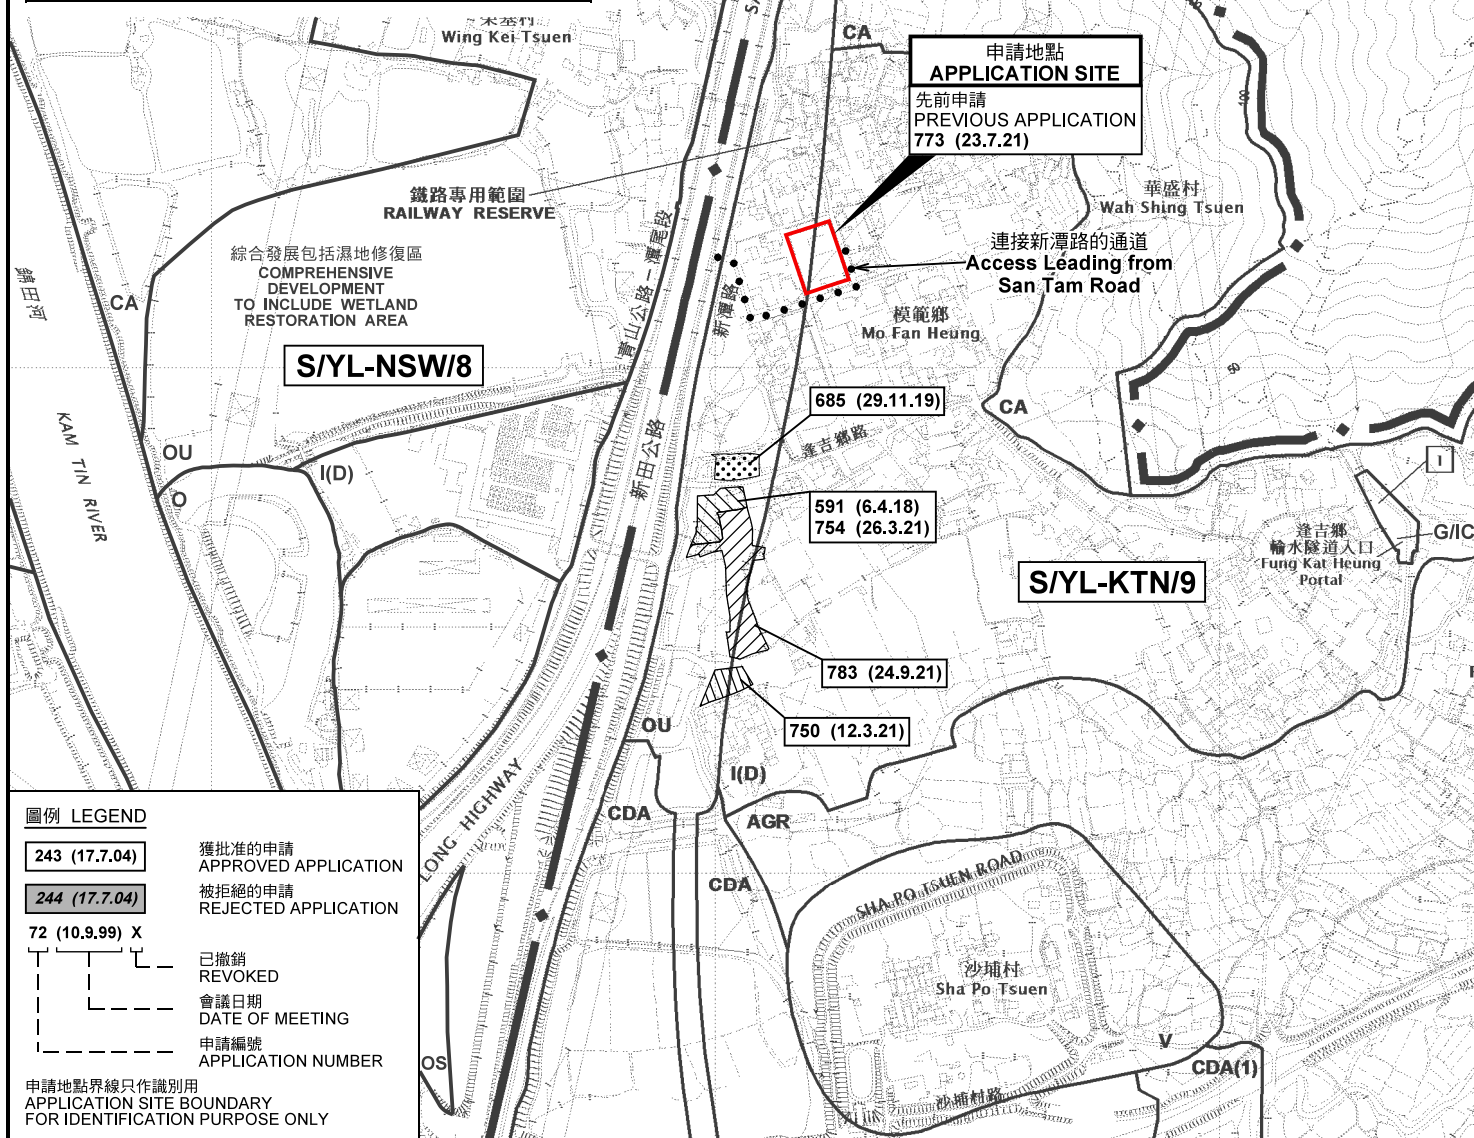 Wing Kei Tsuen
CA
申請地點
APPLICATION SITE
先前申請
PREVIOUS APPLICATION
773 (23.7.21)
100
鐵路專用範圍
RAILWAY RESERVE
華盛村
Wah Shing Tsuen
綜合發展包括濕地修復區
COMPREHENSIVE
DEVELOPMENT
TO INCLUDE WETLAND
RESTORATION AREA
連接新潭路的通道
Access Leading from
San Tam Road
錦田河
CA
青山公路－潭尾段
新潭路
模範鄉
Mo Fan Heung
S/YL-NSW/8
50
685 (29.11.19)
CA
KAM TIN RIVER
逢吉鄉路
OU
I(D)
新田公路
I
O
591 (6.4.18)
754 (26.3.21)
逢吉鄉
輸水隧道入口
Fung Kat Heung
Portal
G/IC
S/YL-KTN/9
783 (24.9.21)
OU
750 (12.3.21)
I(D)
LONG HIGHWAY
CDA
AGR
圖例 LEGEND
243 (17.7.04)
獲批准的申請
APPROVED APPLICATION
244 (17.7.04)
被拒絕的申請
REJECTED APPLICATION
72 (10.9.99) X
已撤銷
REVOKED
會議日期
DATE OF MEETING
申請編號
APPLICATION NUMBER
申請地點界線只作識別用
APPLICATION SITE BOUNDARY
FOR IDENTIFICATION PURPOSE ONLY
CDA
SHA PO TSUEN ROAD
沙埔村
Sha Po Tsuen
OS
V
CDA(1)
沙埔村路